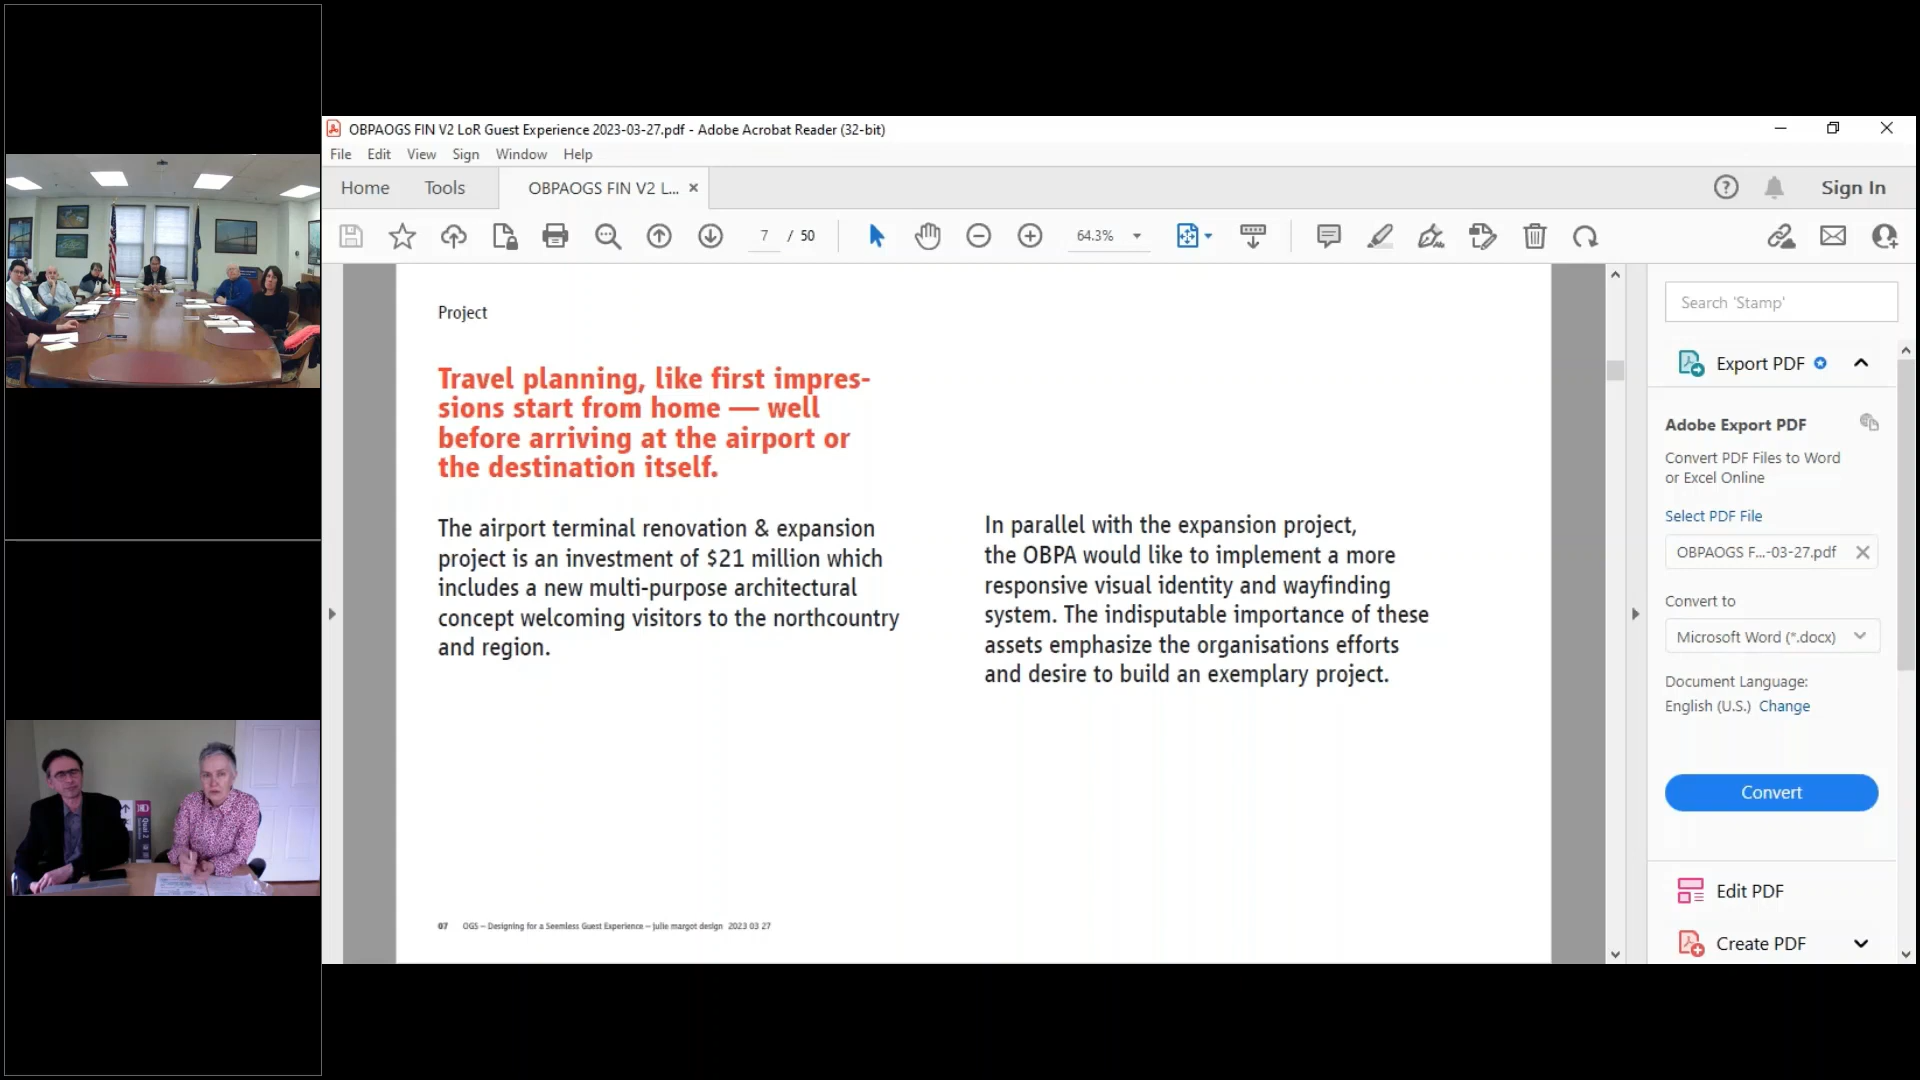 OBPAOGS FIN V2 LoR Guest Experience 2023-03-27.pdf - Adobe Acrobat Reader (32-bit)
File Edit View Sign Window Help
Home Tools OBPAOGS FIN V2 L... Sign In
7 / 50 64.3%
Project
Travel planning, like first impres-
sions start from home — well
before arriving at the airport or
the destination itself.
The airport terminal renovation & expansion
project is an investment of $21 million which
includes a new multi-purpose architectural
concept welcoming visitors to the northcountry
and region.
In parallel with the expansion project,
the OBPA would like to implement a more
responsive visual identity and wayfinding
system. The indisputable importance of these
assets emphasize the organisations efforts
and desire to build an exemplary project.
07 OGS – Designing for a Seemless Guest Experience – julie margot design 2023 03 27
Search 'Stamp'
Export PDF
Adobe Export PDF
Convert PDF Files to Word
or Excel Online
Select PDF File
OBPAOGS F...-03-27.pdf
Convert to
Microsoft Word (*.docx)
Document Language:
English (U.S.) Change
Convert
Edit PDF
Create PDF
Quai 2